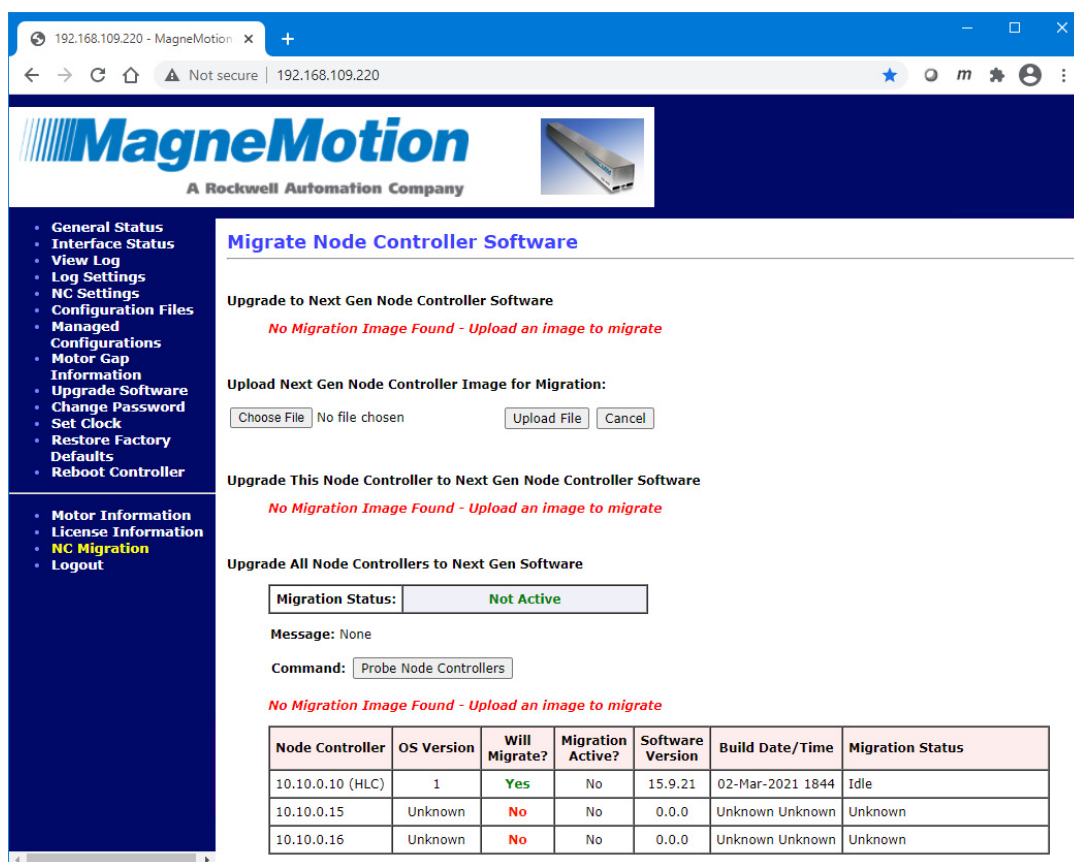 192.168.109.220 - MagneMotion
Not secure | 192.168.109.220
MagneMotion
A Rockwell Automation Company
General Status
Interface Status
View Log
Log Settings
NC Settings
Configuration Files
Managed
Configurations
Motor Gap
Information
Upgrade Software
Change Password
Set Clock
Restore Factory
Defaults
Reboot Controller
Motor Information
License Information
NC Migration
Logout
Migrate Node Controller Software
Upgrade to Next Gen Node Controller Software
No Migration Image Found - Upload an image to migrate
Upload Next Gen Node Controller Image for Migration:
Choose File No file chosen Upload File Cancel
Upgrade This Node Controller to Next Gen Node Controller Software
No Migration Image Found - Upload an image to migrate
Upgrade All Node Controllers to Next Gen Software
Migration Status: Not Active
Message: None
Command: Probe Node Controllers
No Migration Image Found - Upload an image to migrate
Node Controller OS Version Will Migrate? Migration Active? Software Version Build Date/Time Migration Status
10.10.0.10 (HLC) 1 Yes No 15.9.21 02-Mar-2021 1844 Idle
10.10.0.15 Unknown No No 0.0.0 Unknown Unknown Unknown
10.10.0.16 Unknown No No 0.0.0 Unknown Unknown Unknown